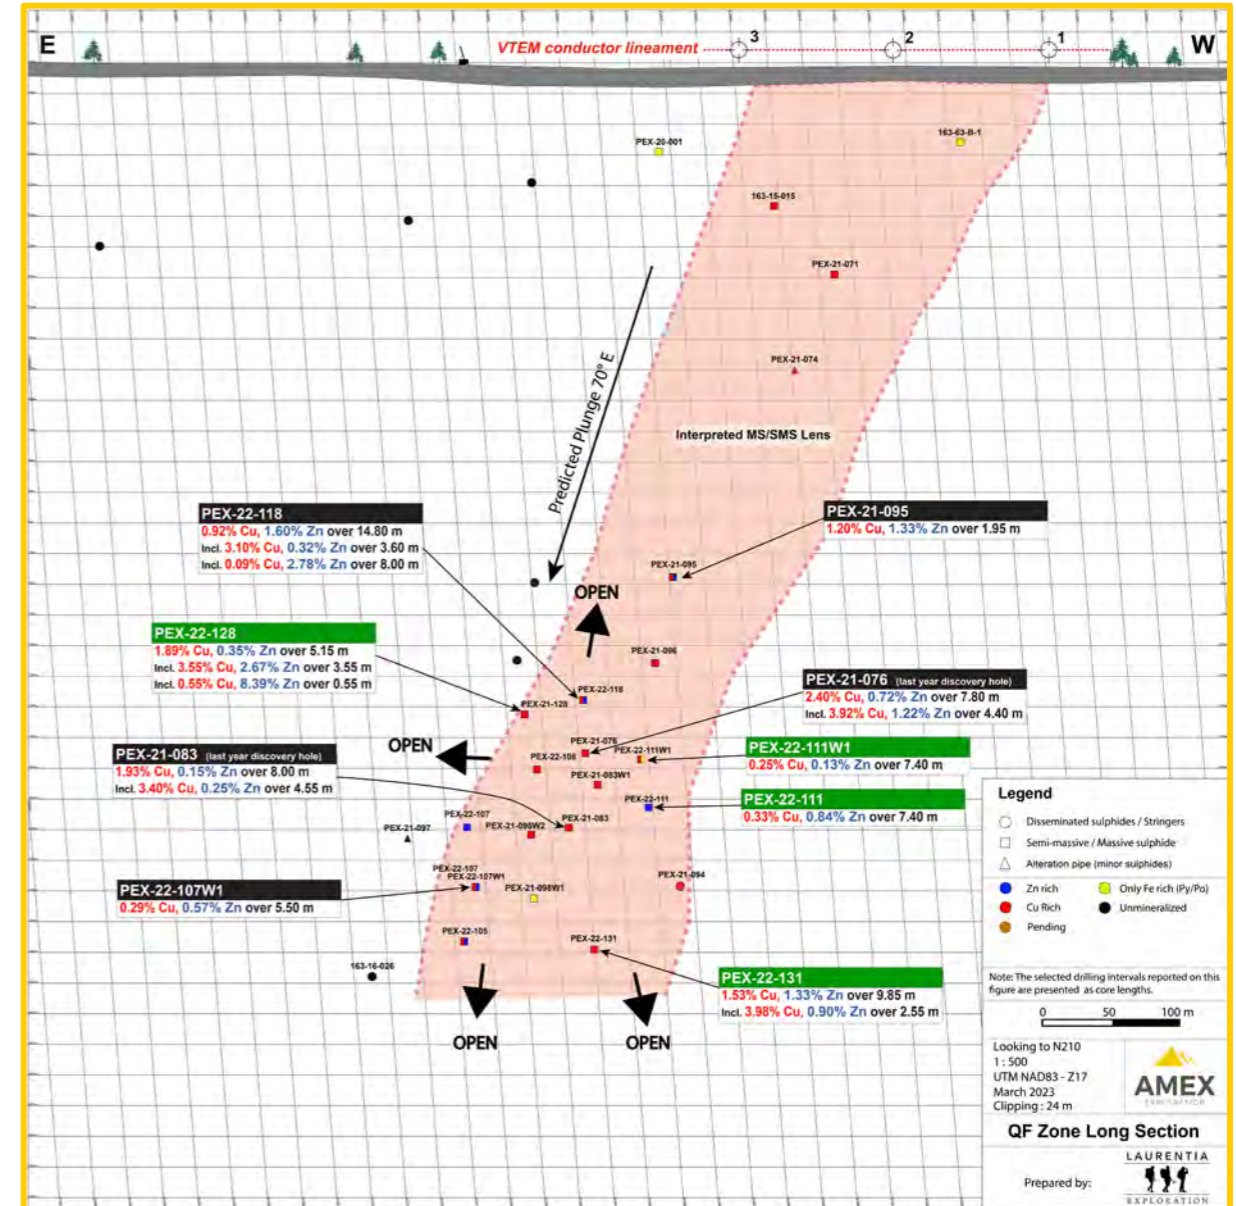 E
VTEM conductor lineament
3
2
1
W
PEX-20-001
163-63-B-1
163-15-015
PEX-21-071
PEX-21-074
Predicted Plunge 70° E
Interpreted MS/SMS Lens
PEX-22-118
0.92% Cu, 1.60% Zn over 14.80 m
Incl. 3.10% Cu, 0.32% Zn over 3.60 m
Incl. 0.09% Cu, 2.78% Zn over 8.00 m
PEX-21-095
1.20% Cu, 1.33% Zn over 1.95 m
PEX-21-095
OPEN
PEX-22-128
1.89% Cu, 0.35% Zn over 5.15 m
Incl. 3.55% Cu, 2.67% Zn over 3.55 m
Incl. 0.55% Cu, 8.39% Zn over 0.55 m
PEX-21-096
PEX-21-076 (last year discovery hole)
2.40% Cu, 0.72% Zn over 7.80 m
Incl. 3.92% Cu, 1.22% Zn over 4.40 m
PEX-22-118
PEX-21-128
OPEN
PEX-21-076
PEX-22-108
PEX-22-111W1
PEX-21-083W1
PEX-22-111W1
0.25% Cu, 0.13% Zn over 7.40 m
PEX-21-083 (last year discovery hole)
1.93% Cu, 0.15% Zn over 8.00 m
Incl. 3.40% Cu, 0.25% Zn over 4.55 m
PEX-22-111
PEX-22-111
0.33% Cu, 0.84% Zn over 7.40 m
PEX-22-107
PEX-21-097
PEX-21-098W2
PEX-21-083
PEX-22-107
PEX-22-107W1
PEX-21-098W1
PEX-21-094
PEX-22-107W1
0.29% Cu, 0.57% Zn over 5.50 m
PEX-22-105
PEX-22-131
163-16-026
PEX-22-131
1.53% Cu, 1.33% Zn over 9.85 m
Incl. 3.98% Cu, 0.90% Zn over 2.55 m
OPEN
OPEN
Legend
Disseminated sulphides / Stringers
Semi-massive / Massive sulphide
Alteration pipe (minor sulphides)
Zn rich
Only Fe rich (Py/Po)
Cu Rich
Unmineralized
Pending
Note: The selected drilling intervals reported on this
figure are presented as core lengths.
0 50 100 m
Looking to N210
1 : 500
UTM NAD83 - Z17
March 2023
Clipping : 24 m
AMEX
EXPLORATION
QF Zone Long Section
Prepared by:
LAURENTIA
EXPLORATION